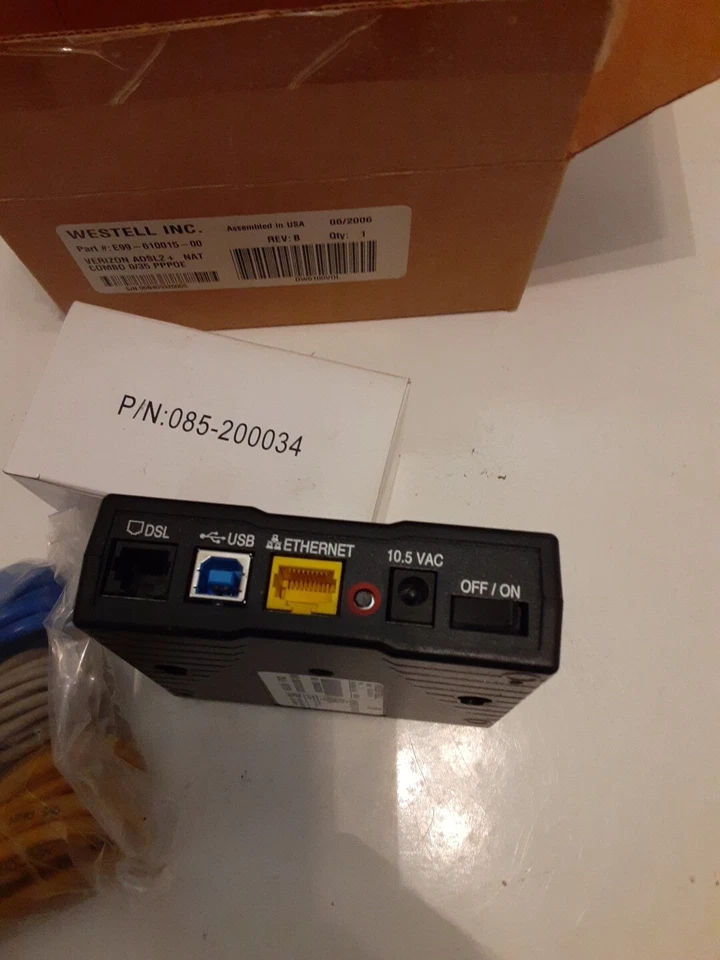 WESTELL INC.
Assembled in USA 06/2006
Part #: E99-610015-00
REV: B Qty: 1
VERIZON ADSL2+ NAT
COMBO 0/35 PPPOE
P/N:085-200034
DSL
USB
ETHERNET
10.5 VAC
OFF / ON